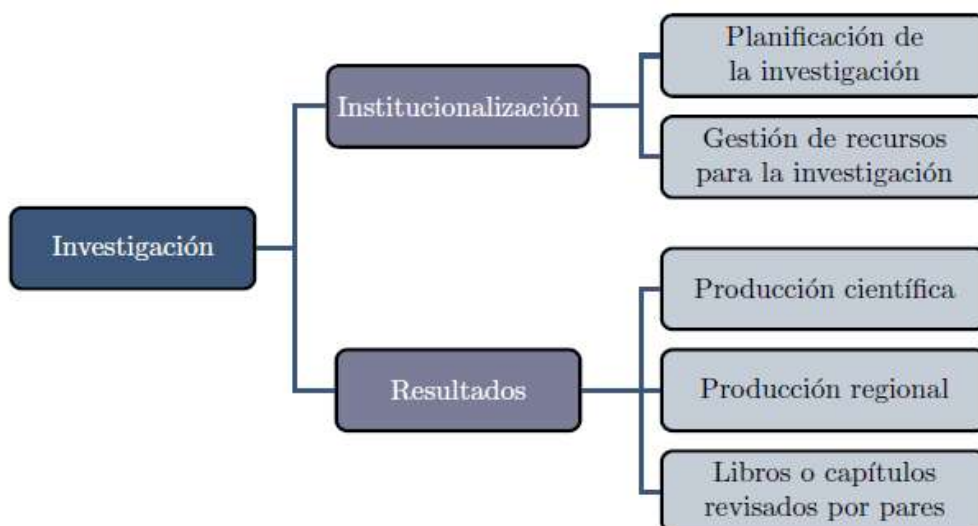 Investigación
Institucionalización
Planificación de
la investigación
Gestión de recursos
para la investigación
Resultados
Producción científica
Producción regional
Libros o capítulos
revisados por pares